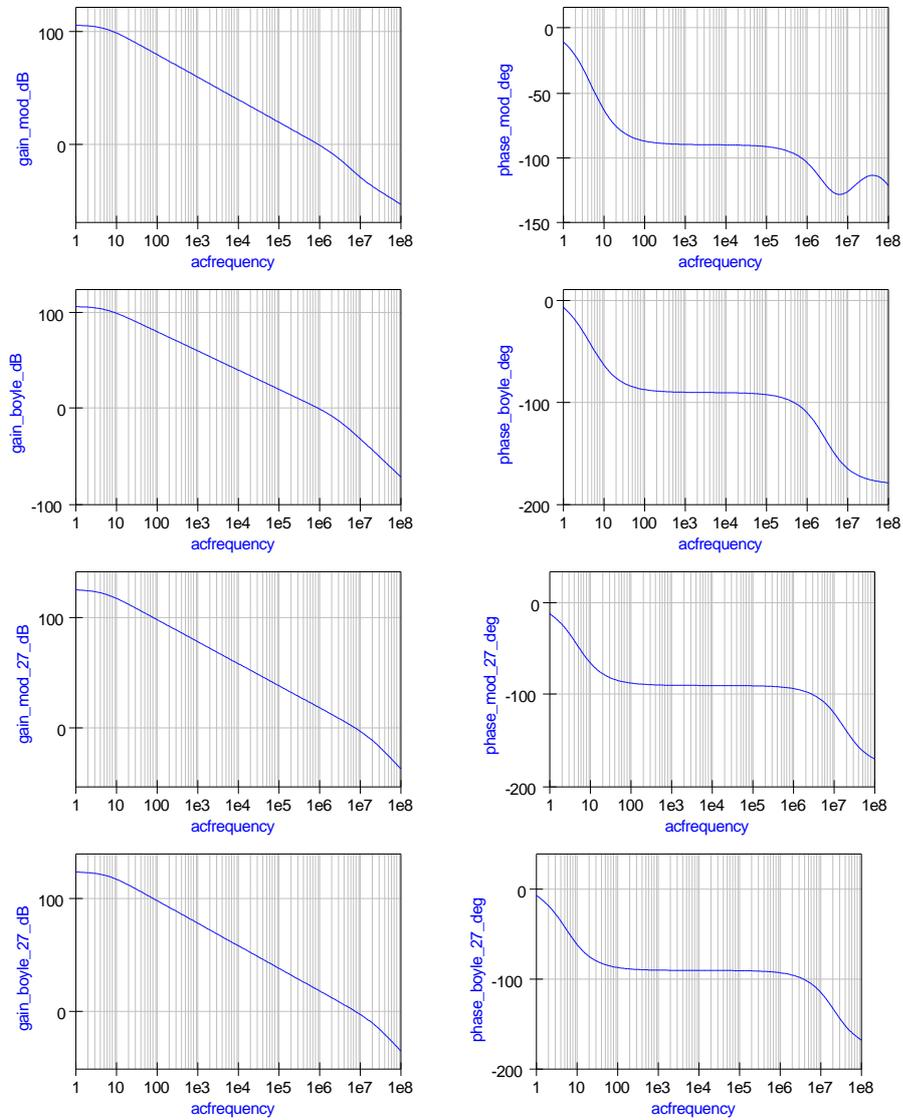 gain_mod_dB
100
0
1 10 100 1e3 1e4 1e5 1e6 1e7 1e8
acfrequency
phase_mod_deg
0
-50
-100
-150
1 10 100 1e3 1e4 1e5 1e6 1e7 1e8
acfrequency
gain_boyle_dB
100
0
-100
1 10 100 1e3 1e4 1e5 1e6 1e7 1e8
acfrequency
phase_boyle_deg
0
-100
-200
1 10 100 1e3 1e4 1e5 1e6 1e7 1e8
acfrequency
gain_mod_27_dB
100
0
1 10 100 1e3 1e4 1e5 1e6 1e7 1e8
acfrequency
phase_mod_27_deg
0
-100
-200
1 10 100 1e3 1e4 1e5 1e6 1e7 1e8
acfrequency
gain_boyle_27_dB
100
0
1 10 100 1e3 1e4 1e5 1e6 1e7 1e8
acfrequency
phase_boyle_27_deg
0
-100
-200
1 10 100 1e3 1e4 1e5 1e6 1e7 1e8
acfrequency